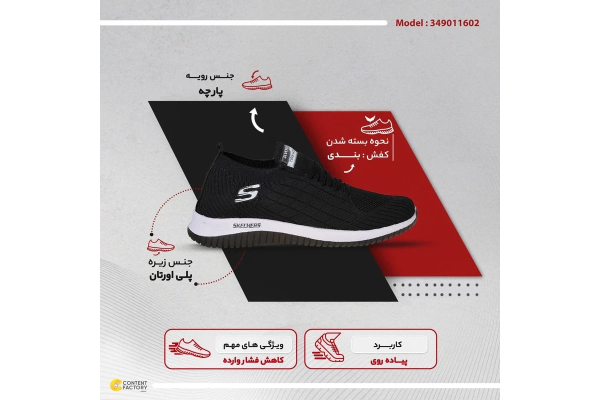 Model : 349011602
جنس رویه
پارچه
نحوه بسته شدن
کفش : بندی
SKECHERS
جنس زیره
پلی اورتان
ویژگی های مهم
کاهش فشار وارده
کاربرد
پیاده روی
CONTENT
FACTORY